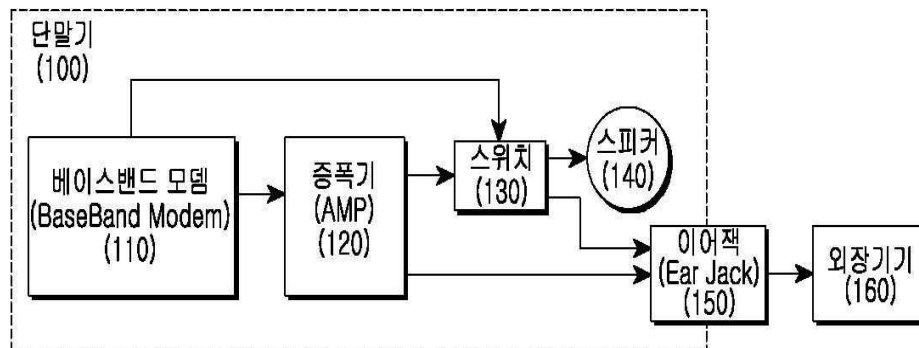 단말기
(100)
베이스밴드 모뎀
(BaseBand Modem)
(110)
증폭기
(AMP)
(120)
스위치
(130)
스피커
(140)
이어잭
(Ear Jack)
(150)
외장기기
(160)